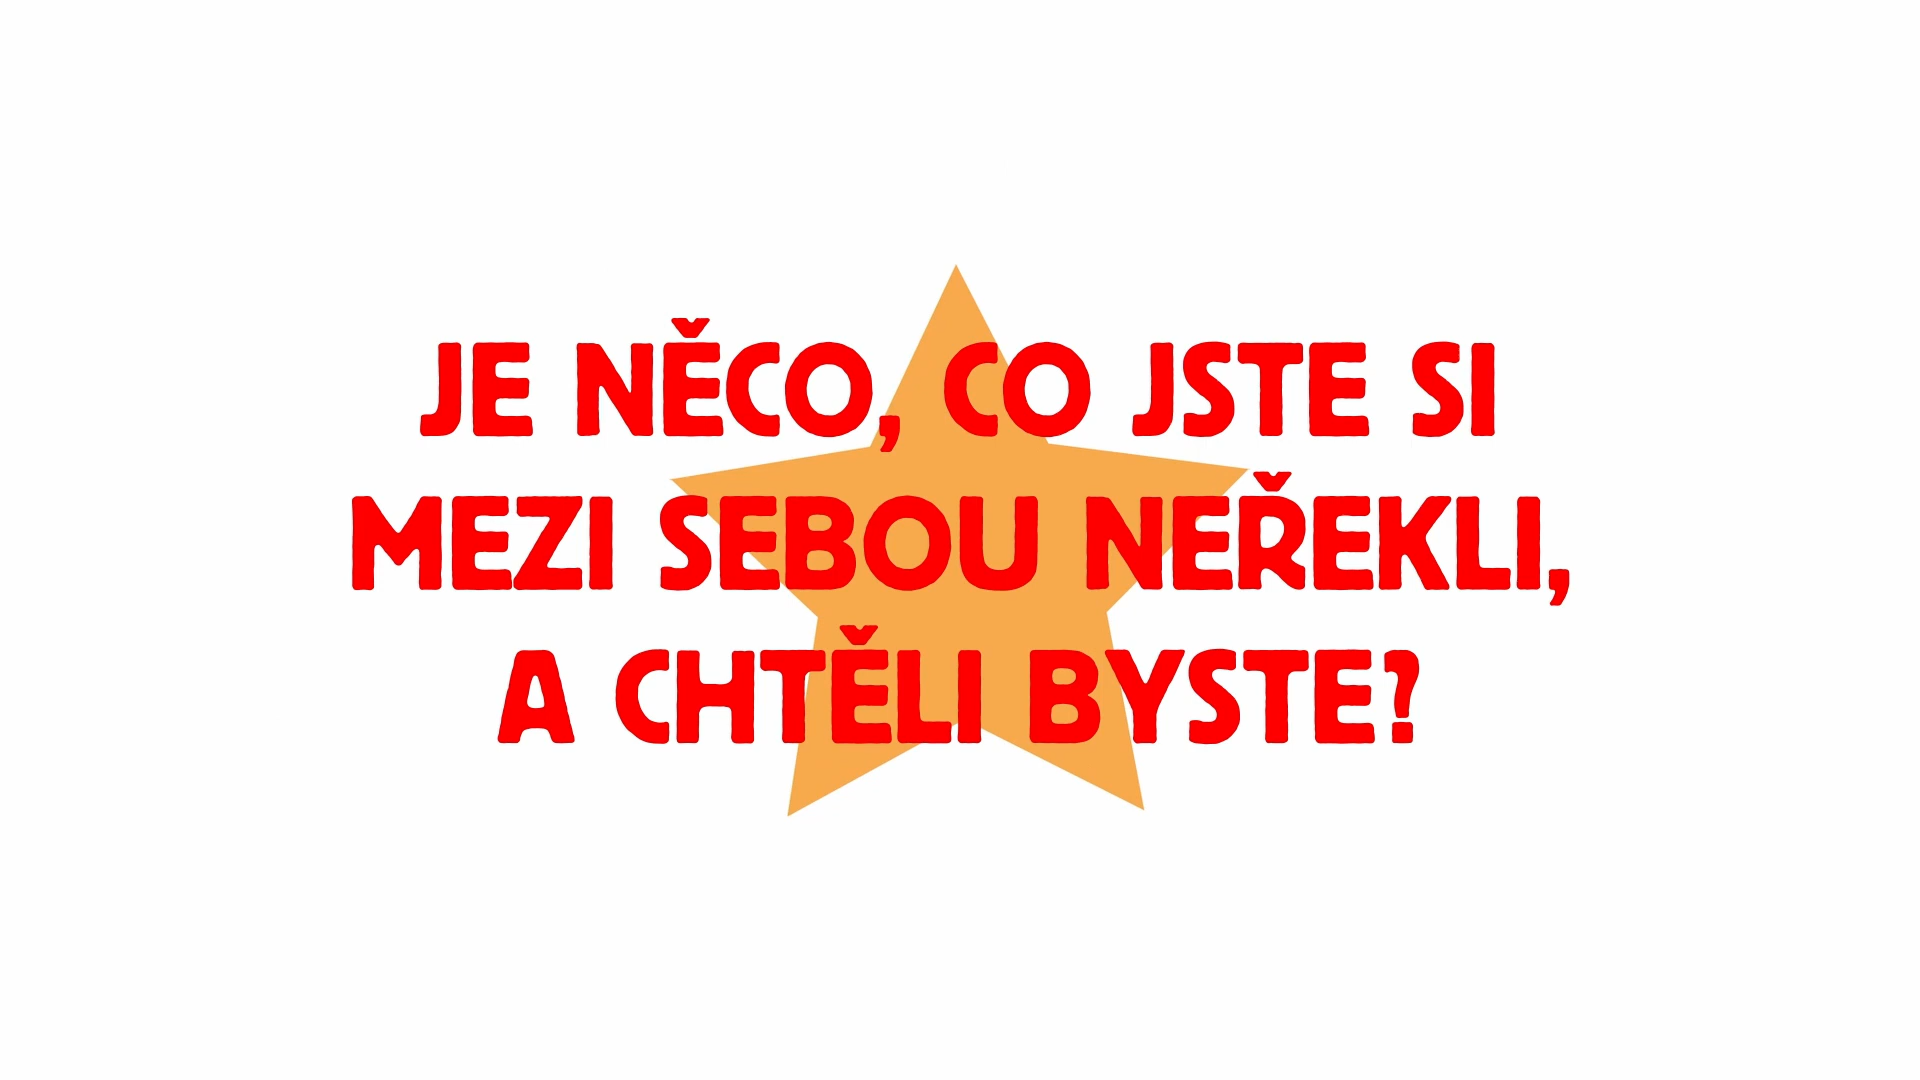 JE NĚCO, CO JSTE SI
MEZI SEBOU NEŘEKLI,
A CHTĚLI BYSTE?